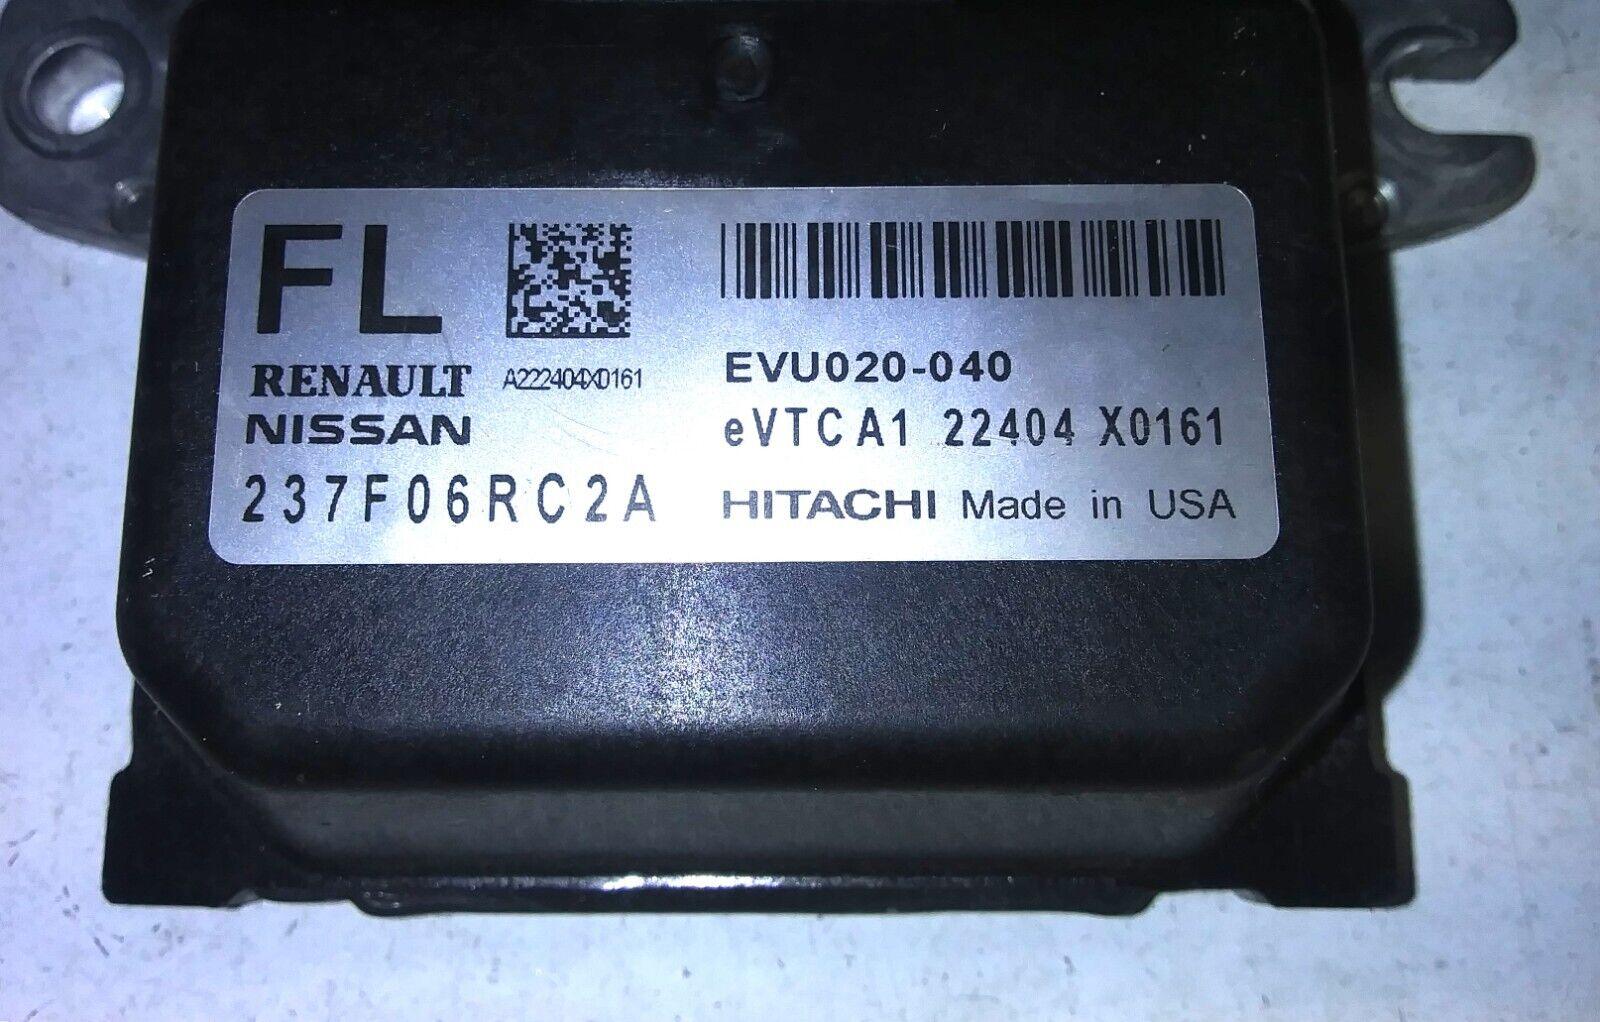 FL
RENAULT
NISSAN
237F06RC2A
A222404X0161
EVU020-040
eVTC A1 22404 X0161
HITACHI Made in USA